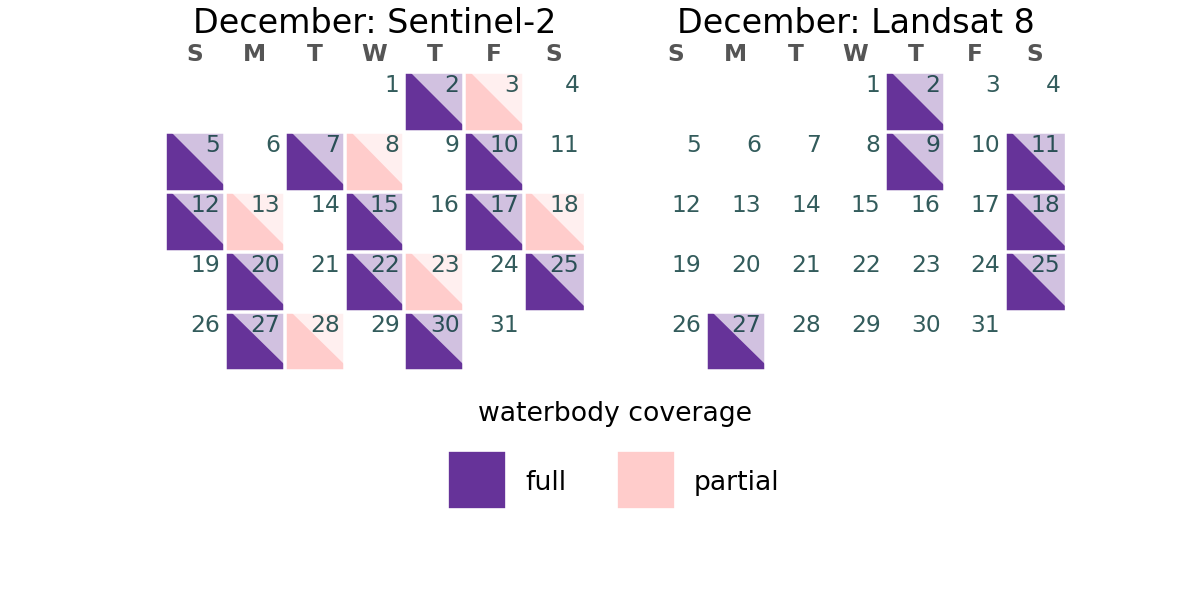 December: Sentinel-2
S M T W T F S
1 2 3 4
5 6 7 8 9 10 11
12 13 14 15 16 17 18
19 20 21 22 23 24 25
26 27 28 29 30 31
December: Landsat 8
S M T W T F S
1 2 3 4
5 6 7 8 9 10 11
12 13 14 15 16 17 18
19 20 21 22 23 24 25
26 27 28 29 30 31
waterbody coverage
full partial